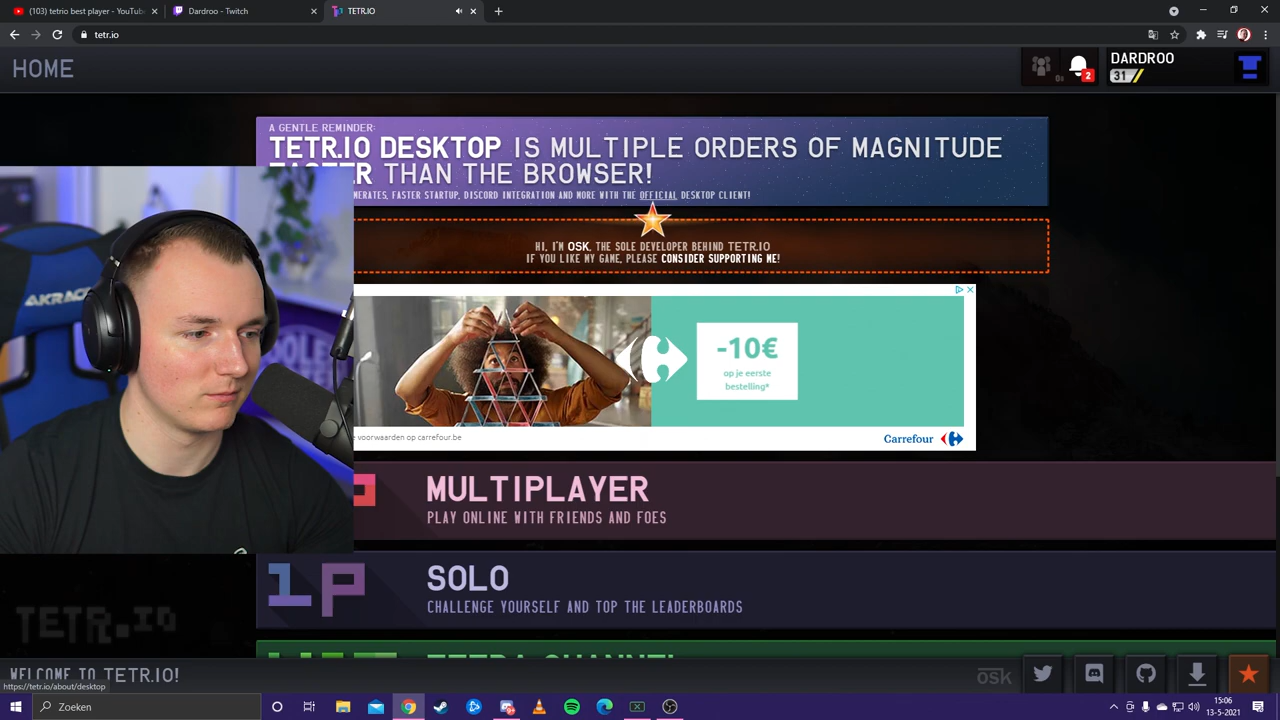 (103) tetrio best player - YouTub
Dardroo - Twitch
TETR.IO
tetr.io
HOME
2
DARDROO
31
A GENTLE REMINDER:
TETR.IO DESKTOP IS MULTIPLE ORDERS OF MAGNITUDE
THAN THE BROWSER!
FASTER STARTUP, DISCORD INTEGRATION AND MORE WITH THE OFFICIAL DESKTOP CLIENT!
HI, I'M OSK, THE SOLE DEVELOPER BEHIND TETR.IO
IF YOU LIKE MY GAME, PLEASE CONSIDER SUPPORTING ME!
AKRAC
-10€
op je eerste
bestelling*
voorwaarden op carrefour.be
Carrefour
MULTIPLAYER
PLAY ONLINE WITH FRIENDS AND FOES
1P
SOLO
CHALLENGE YOURSELF AND TOP THE LEADERBOARDS
TETR.IO
TETRA CHANNEL
WELCOME TO TETR.IO!
osk
https://tetr.io/about/desktop
Zoeken
15:06
13-5-2021